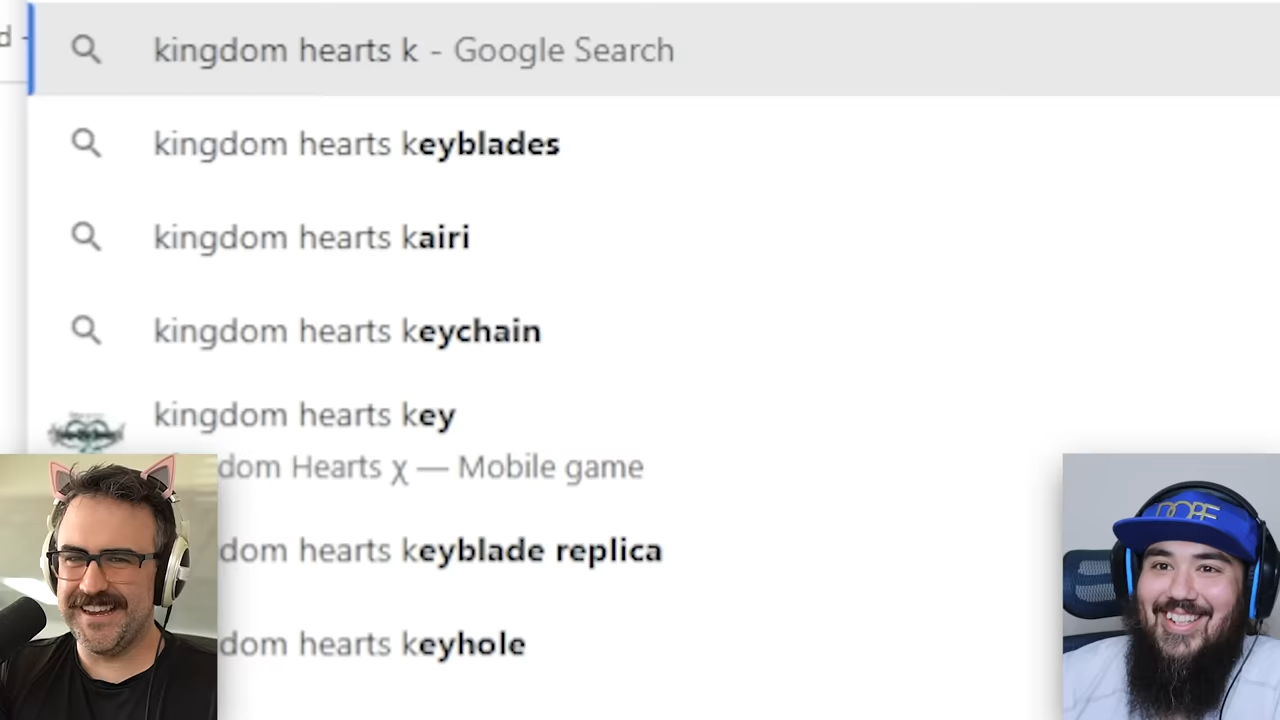 d -
kingdom hearts k - Google Search
kingdom hearts keyblades
kingdom hearts kairi
kingdom hearts keychain
kingdom hearts key
dom Hearts χ — Mobile game
dom hearts keyblade replica
dom hearts keyhole
DOPE